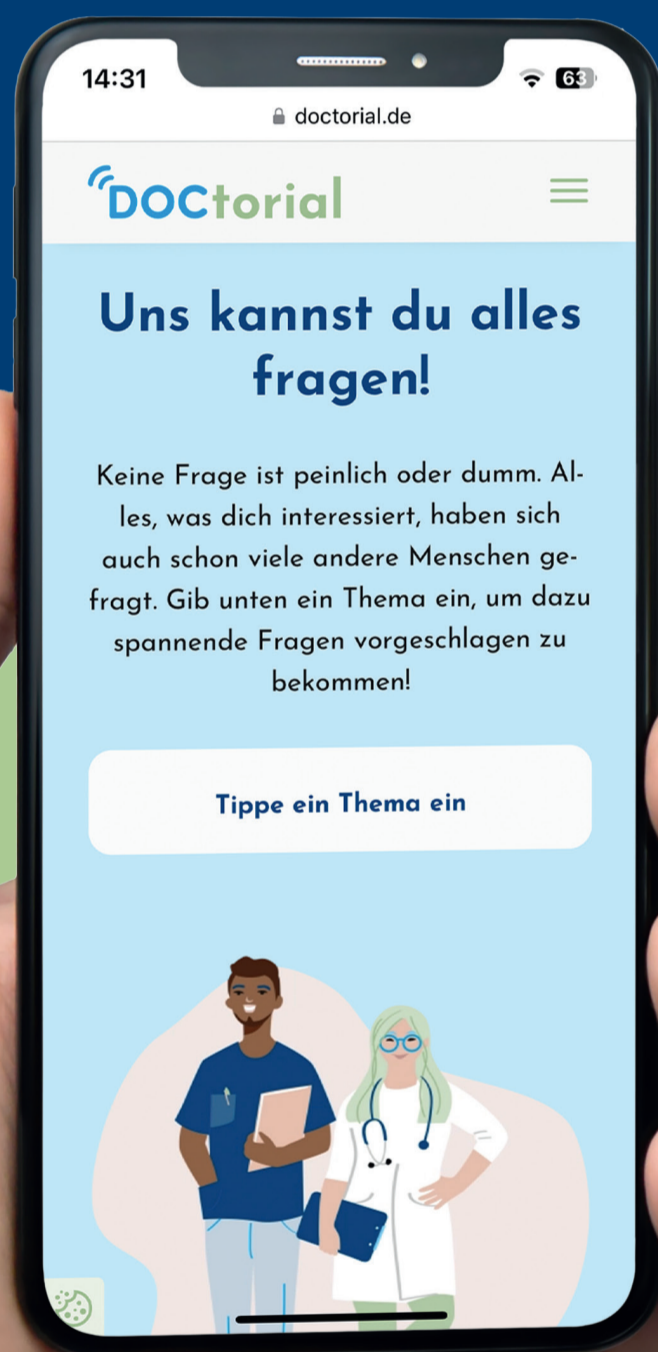 14:31
63
doctorial.de
DOCtorial
Uns kannst du alles
fragen!
Keine Frage ist peinlich oder dumm. Al-
les, was dich interessiert, haben sich
auch schon viele andere Menschen ge-
fragt. Gib unten ein Thema ein, um dazu
spannende Fragen vorgeschlagen zu
bekommen!
Tippe ein Thema ein